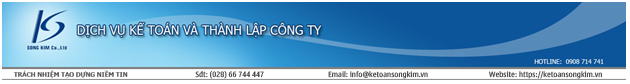 DỊCH VỤ KẾ TOÁN VÀ THÀNH LẬP CÔNG TY
SONG KIM Co.,Ltd
HOTLINE: 0908 714 741
TRÁCH NHIỆM TẠO DỰNG NIỀM TIN Sđt: (028) 66 744 447 Email: info@ketoansongkim.vn Website: https://ketoansongkim.vn